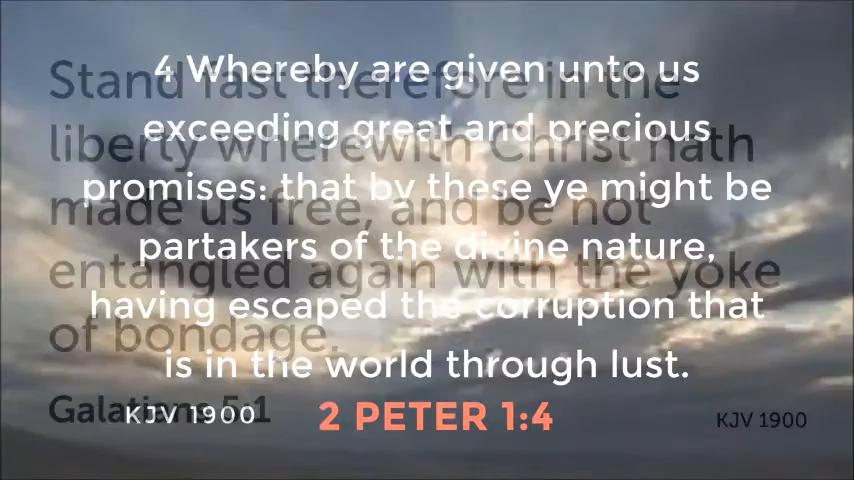 4 Whereby are given unto us
exceeding great and precious
promises: that by these ye might be
partakers of the divine nature,
having escaped the corruption that
is in the world through lust.
KJV 1900
2 PETER 1:4
Stand fast therefore in the
liberty wherewith Christ hath
made us free, and be not
entangled again with the yoke
of bondage.
Galatians 5:1
KJV 1900